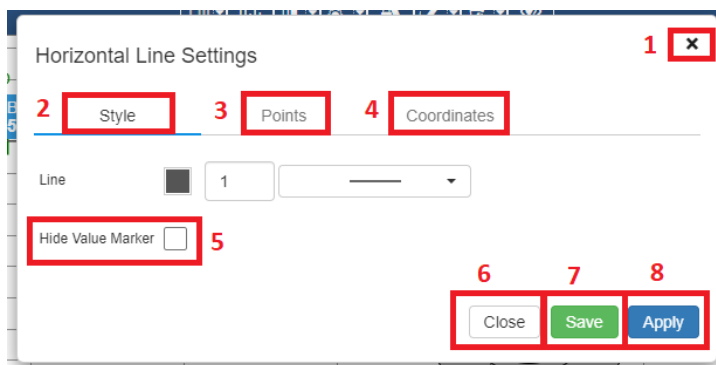 1 ×
Horizontal Line Settings
2 Style 3 Points 4 Coordinates
Line 1
Hide Value Marker 5
6 7 8
Close Save Apply